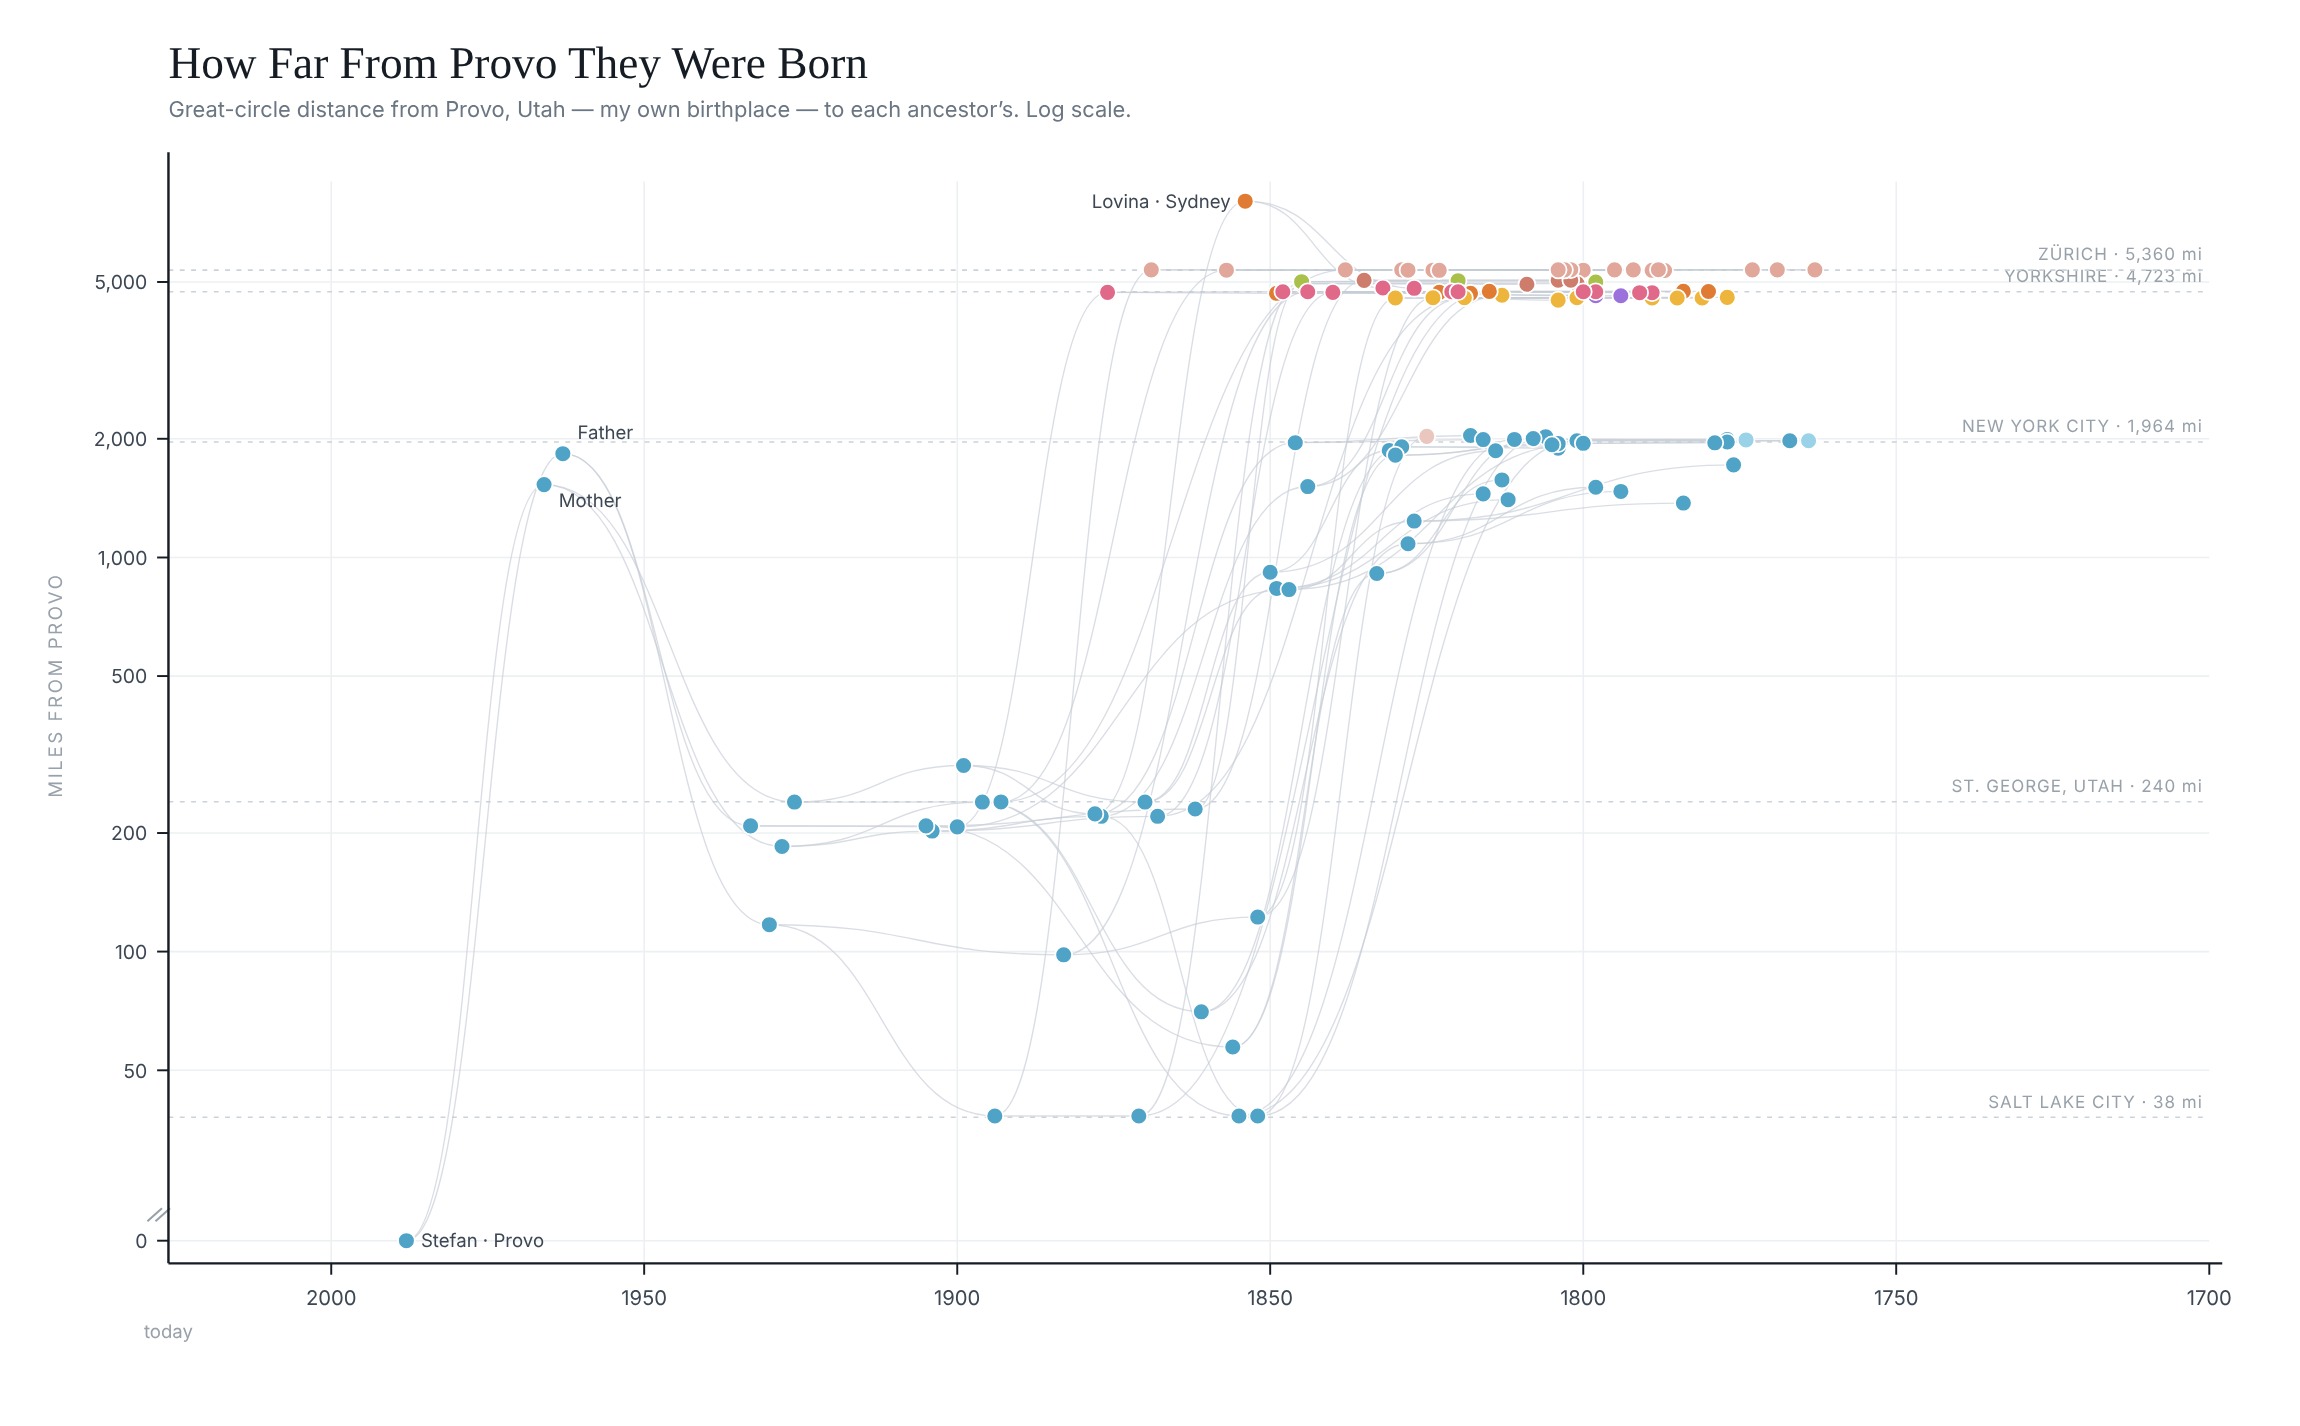 How Far From Provo They Were Born
Great-circle distance from Provo, Utah — my own birthplace — to each ancestor’s. Log scale.
Lovina · Sydney
ZÜRICH · 5,360 mi
YORKSHIRE · 4,723 mi
5,000
NEW YORK CITY · 1,964 mi
2,000
Father
Mother
1,000
MILES FROM PROVO
500
ST. GEORGE, UTAH · 240 mi
200
100
50
SALT LAKE CITY · 38 mi
0
Stefan · Provo
2000 1950 1900 1850 1800 1750 1700
today